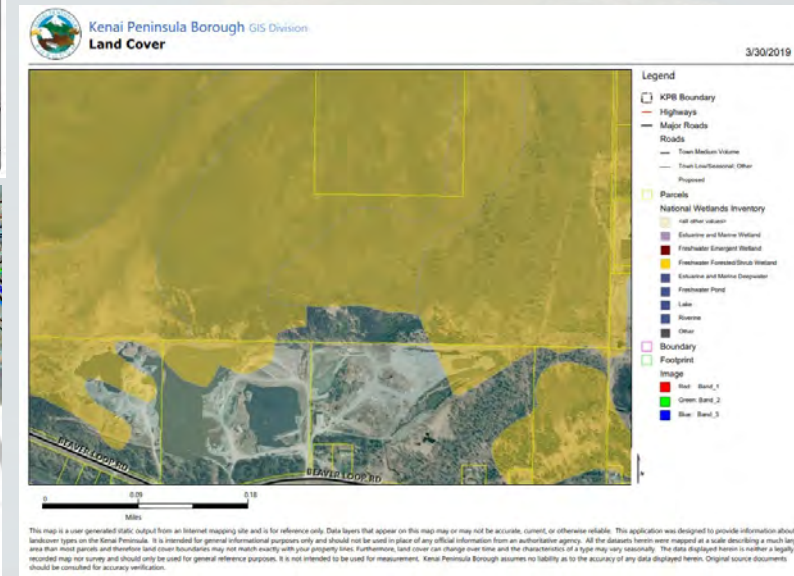 Kenai Peninsula Borough GIS Division
Land Cover
3/30/2019
Legend
KPB Boundary
Highways
Major Roads
Roads
Town Medium Volume
Town Low/Seasonal; Other
Proposed
Parcels
National Wetlands Inventory
<all other values>
Estuarine and Marine Wetland
Freshwater Emergent Wetland
Freshwater Forested/Shrub Wetland
Estuarine and Marine Deepwater
Freshwater Pond
Lake
Riverine
Other
Boundary
Footprint
Image
Red: Band_1
Green: Band_2
Blue: Band_3
BEAVER LOOP RD
BEAVER LOOP RD
0 0.09 0.18
Miles
This map is a user generated static output from an Internet mapping site and is for reference only. Data layers that appear on this map may or may not be accurate, current, or otherwise reliable. This application was designed to provide information about
landcover types on the Kenai Peninsula. It is intended for general informational purposes only and should not be used in place of any official information from an authoritative agency. All the datasets herein were mapped at a scale describing a much larg
area than most parcels and therefore land cover boundaries may not match exactly with your property lines. Furthermore, land cover can change over time and the characteristics of a type may vary seasonally. The data displayed herein is neither a legally
recorded map nor survey and should only be used for general reference purposes. It is not intended to be used for measurement. Kenai Peninsula Borough assumes no liability as to the accuracy of any data displayed herein. Original source documents
should be consulted for accuracy verification.